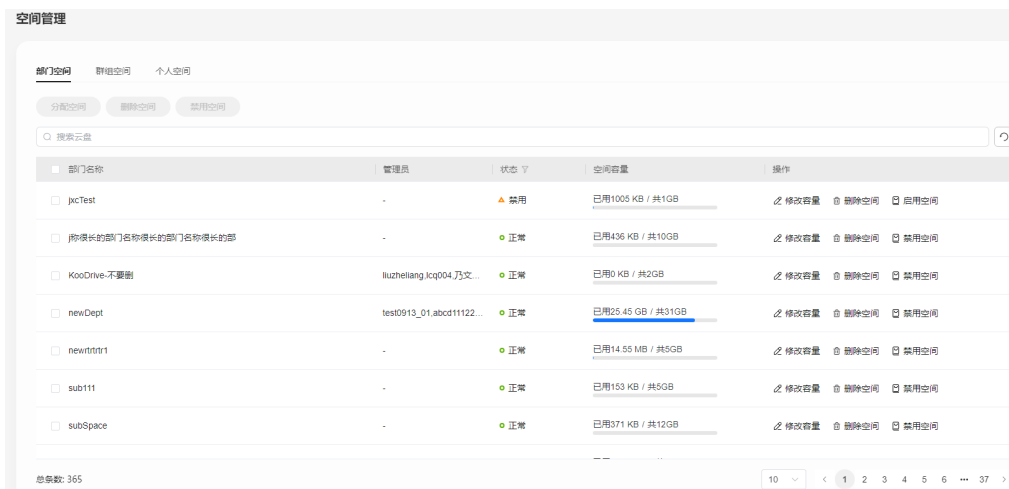 空间管理
部门空间 群组空间 个人空间
分配空间 删除空间 禁用空间
搜索云盘
部门名称 管理员 状态 空间容量 操作
jxcTest - 禁用 已用1005 KB / 共1GB 修改容量 删除空间 启用空间
j称很长的部门名称很长的部门名称很长的部 - 正常 已用436 KB / 共10GB 修改容量 删除空间 禁用空间
KooDrive-不要删 liuzheliang,lcq004,乃文... 正常 已用0 KB / 共2GB 修改容量 删除空间 禁用空间
newDept test0913_01,abcd11122... 正常 已用25.45 GB / 共31GB 修改容量 删除空间 禁用空间
newrtrtrtr1 - 正常 已用14.55 MB / 共5GB 修改容量 删除空间 禁用空间
sub111 - 正常 已用153 KB / 共5GB 修改容量 删除空间 禁用空间
subSpace - 正常 已用371 KB / 共12GB 修改容量 删除空间 禁用空间
总条数: 365 10 1 2 3 4 5 6 ••• 37